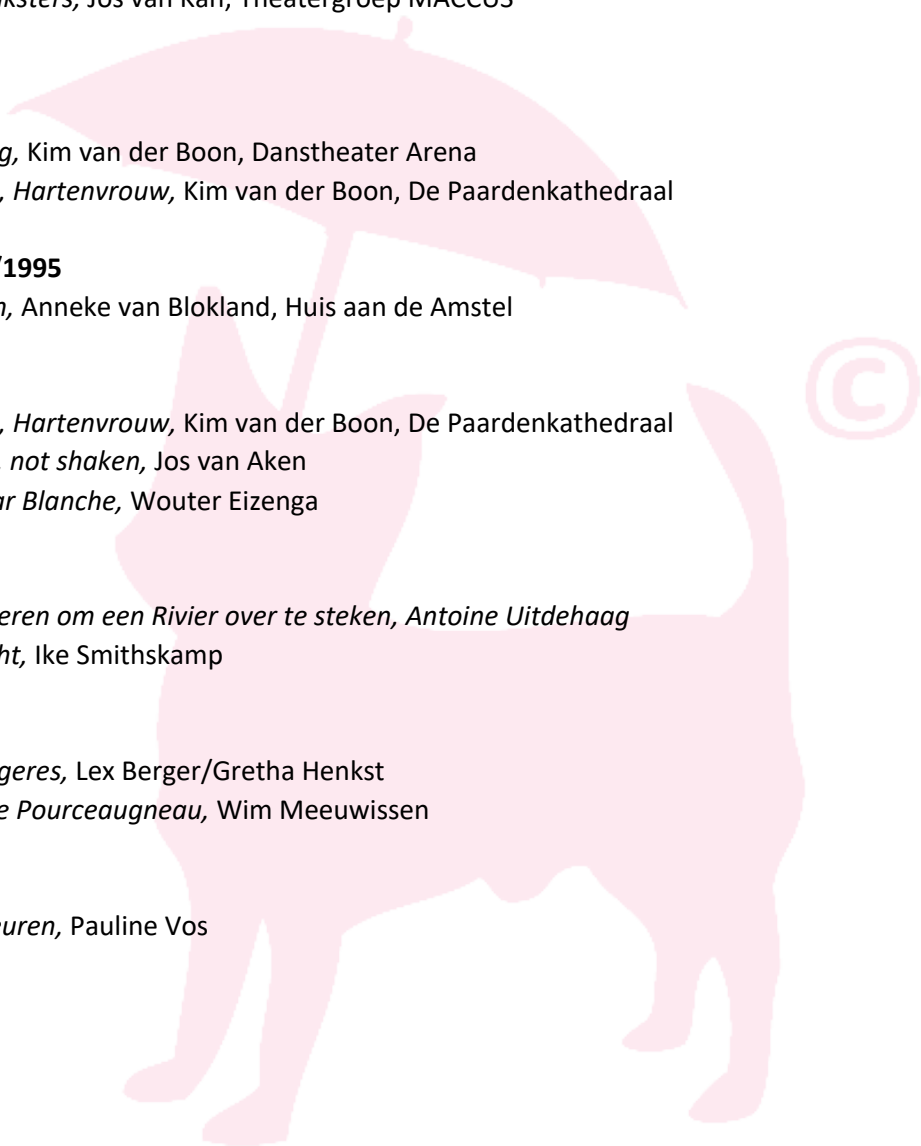 ksters, Jos van Kan, Theatergroep MACCUS
g, Kim van der Boon, Danstheater Arena
, Hartenvrouw, Kim van der Boon, De Paardenkathedraal
/1995
n, Anneke van Blokland, Huis aan de Amstel
, Hartenvrouw, Kim van der Boon, De Paardenkathedraal
, not shaken, Jos van Aken
ar Blanche, Wouter Eizenga
eren om een Rivier over te steken, Antoine Uitdehaag
ht, Ike Smithskamp
geres, Lex Berger/Gretha Henkst
e Pourceaugneau, Wim Meeuwissen
euren, Pauline Vos
©